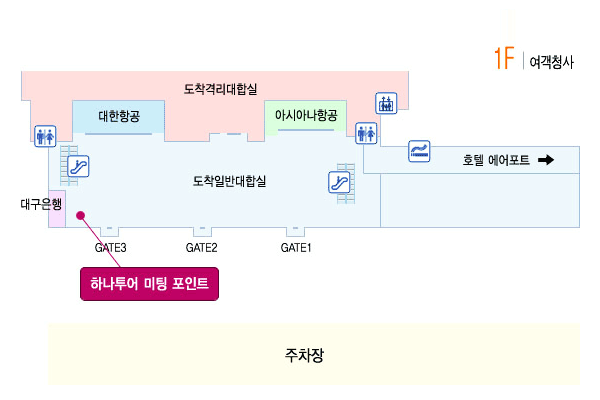 1F | 여객청사
도착격리대합실
대한항공
아시아나항공
호텔 에어포트 ➡
도착일반대합실
대구은행
GATE3
GATE2
GATE1
하나투어 미팅 포인트
주차장